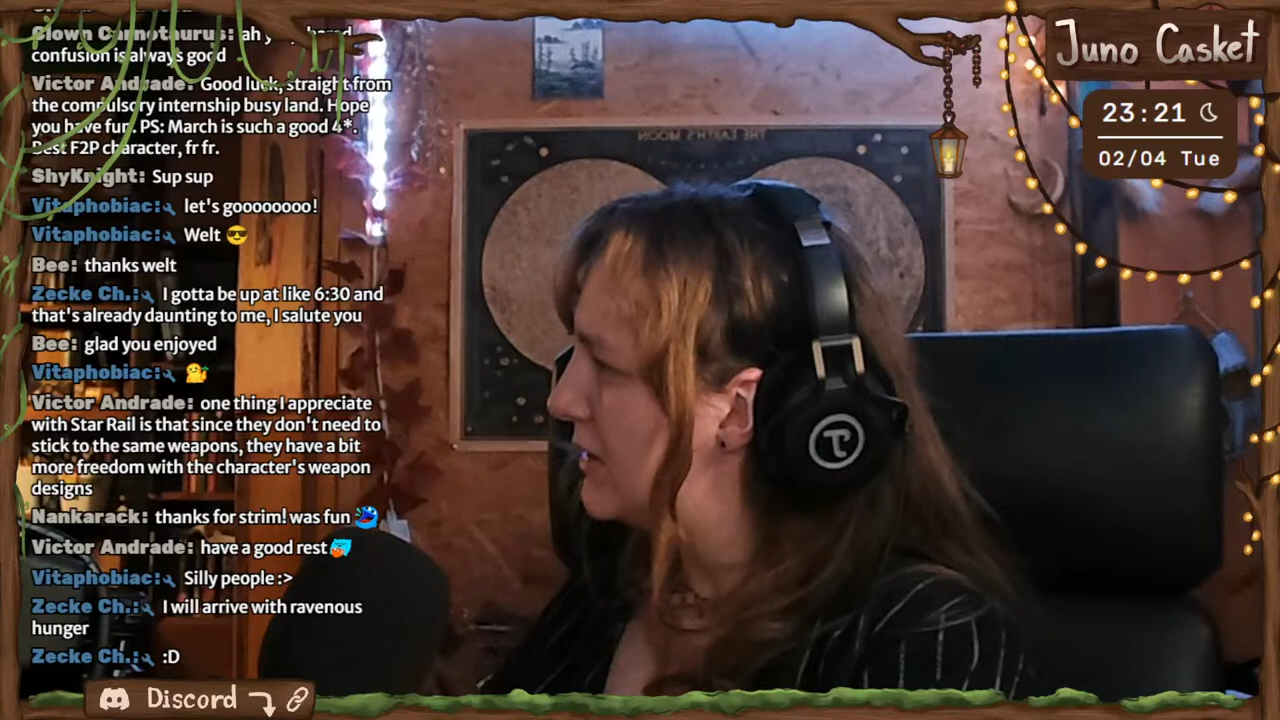 Clown Carnotaurus: ah
confusion is always good
Victor Andrade: Good luck, straight from
the compulsory internship busy land. Hope
you have fun. PS: March is such a good 4*.
Best F2P character, fr fr.
ShyKnight: Sup sup
Vitaphobiac: let's goooooooo!
Vitaphobiac: Welt 😎
Bee: thanks welt
Zecke Ch.: I gotta be up at like 6:30 and
that's already daunting to me, I salute you
Bee: glad you enjoyed
Vitaphobiac:
Victor Andrade: one thing I appreciate
with Star Rail is that since they don't need to
stick to the same weapons, they have a bit
more freedom with the character's weapon
designs
Nankarack: thanks for strim! was fun
Victor Andrade: have a good rest
Vitaphobiac: Silly people :>
Zecke Ch.: I will arrive with ravenous
hunger
Zecke Ch.: :D
Discord
THE EARTH'S MOON
Juno Casket
23:21
02/04 Tue